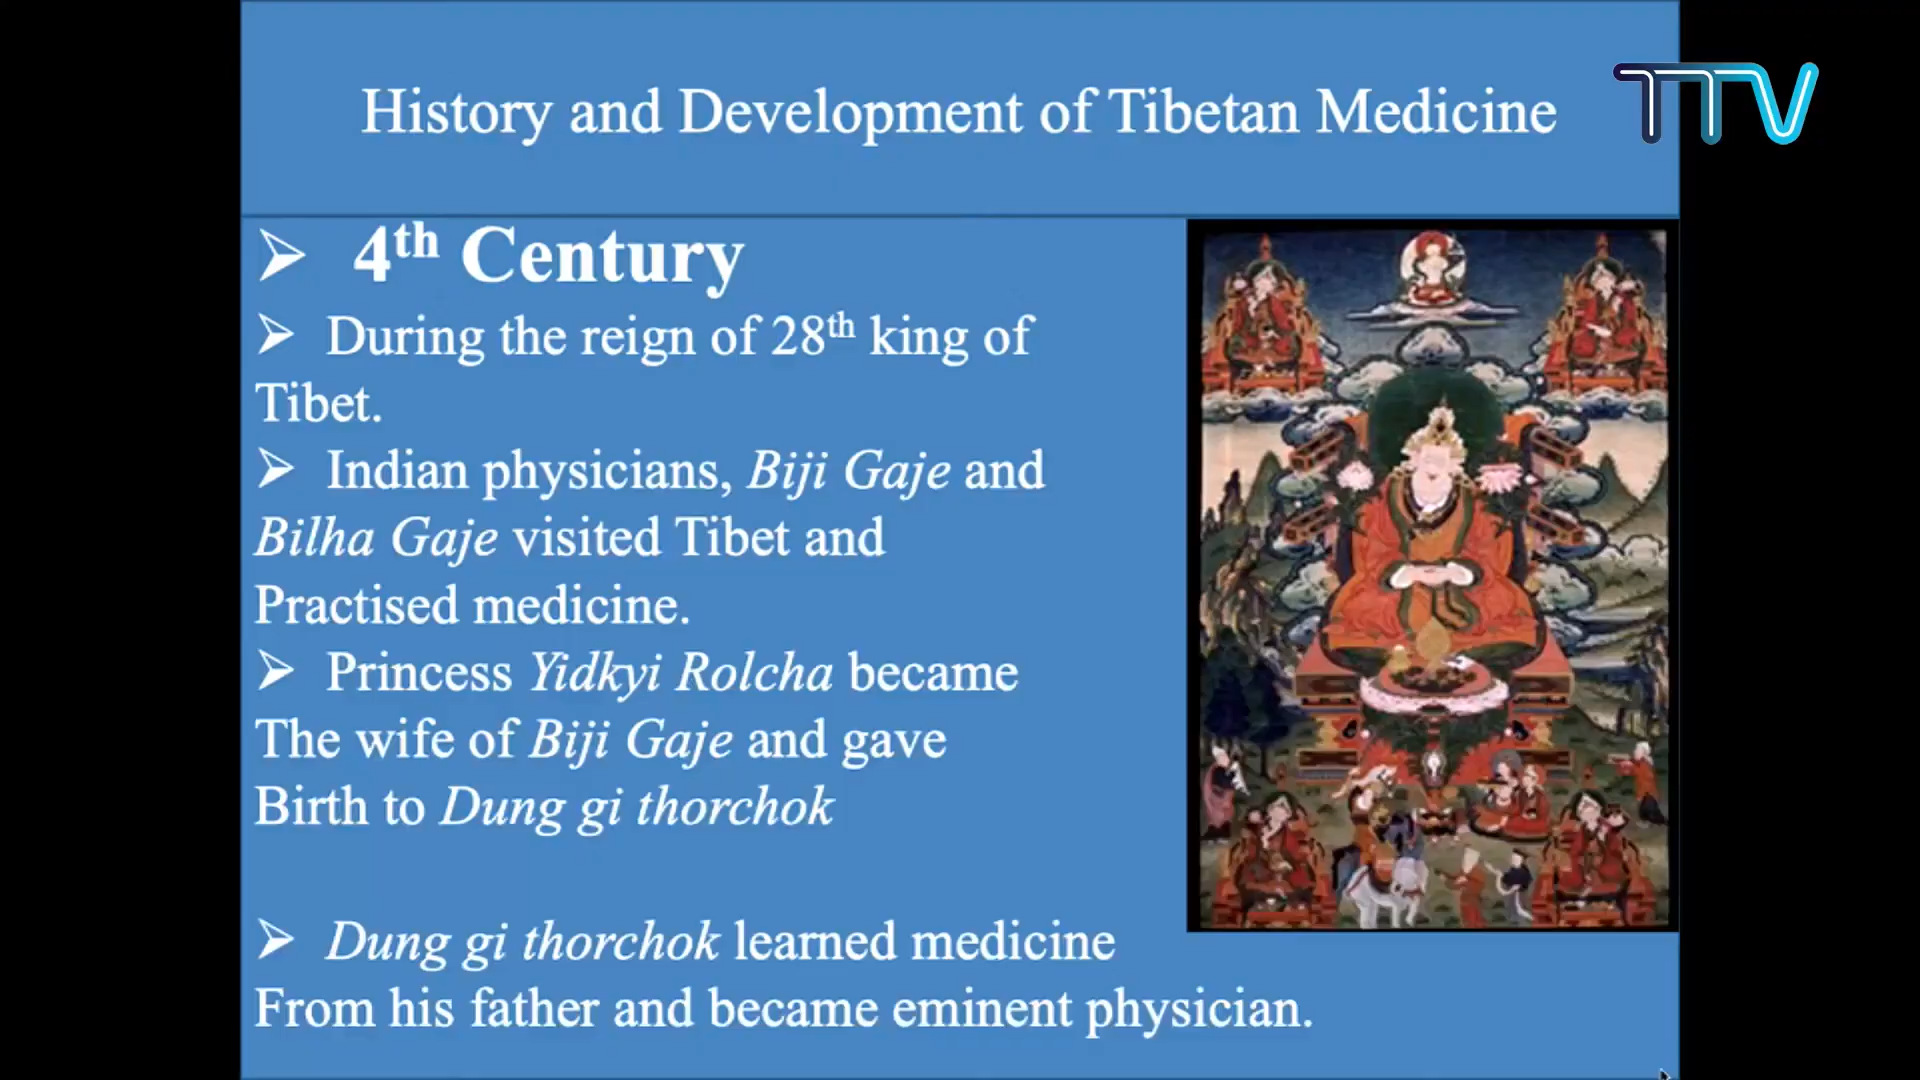 TTV
History and Development of Tibetan Medicine
➢ 4th Century
➢ During the reign of 28th king of
Tibet.
➢ Indian physicians, Biji Gaje and
Bilha Gaje visited Tibet and
Practised medicine.
➢ Princess Yidkyi Rolcha became
The wife of Biji Gaje and gave
Birth to Dung gi thorchok
➢ Dung gi thorchok learned medicine
From his father and became eminent physician.